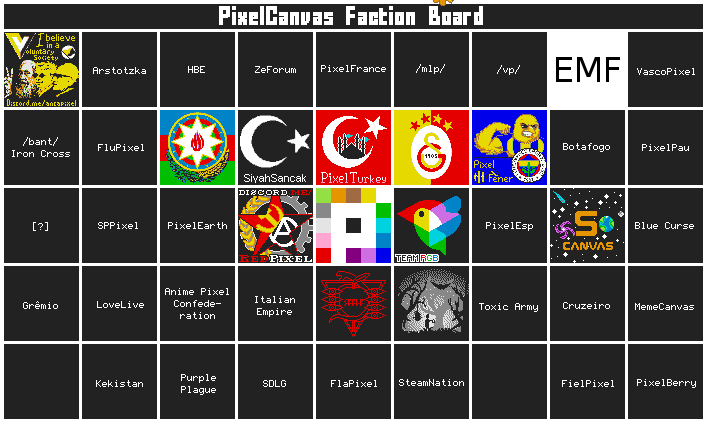 PixelCanvas Faction Board
I believe
in a
Voluntary
Society
Discord.me/ancapixel
Arstotzka
HBE
ZeForum
PixelFrance
/mlp/
/vp/
EMF
VascoPixel
/bant/
Iron Cross
FluPixel
SiyahSancak
PixelTurkey
1905
Pixel
Fener
Botafogo
PixelPau
[?]
SPPixel
PixelEarth
DISCORD.ME/
REDPIXEL
TEAM RGB
PixelEsp
CANVAS
Blue Curse
Grêmio
LoveLive
Anime Pixel
Confede-
ration
Italian
Empire
Toxic Army
Cruzeiro
MemeCanvas
Kekistan
Purple
Plague
SDLG
FlaPixel
SteamNation
FielPixel
PixelBerry